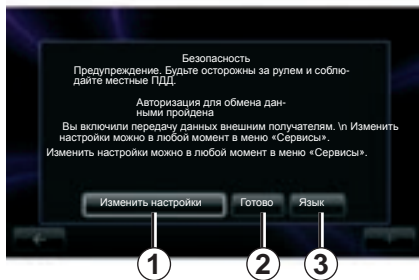 Безопасность
Предупреждение. Будьте осторожны за рулем и соблю-
дайте местные ПДД.
Авторизация для обмена дан-
ными пройдена
Вы включили передачу данных внешним получателям. \n Изменить
настройки можно в любой момент в меню «Сервисы».
Изменить настройки можно в любой момент в меню «Сервисы».
Изменить настройки Готово Язык
1 2 3